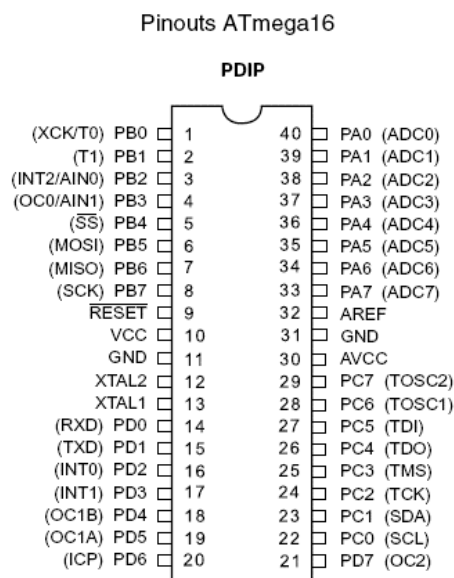 Pinouts ATmega16
PDIP
(XCK/T0) PB0 1 40 PA0 (ADC0)
(T1) PB1 2 39 PA1 (ADC1)
(INT2/AIN0) PB2 3 38 PA2 (ADC2)
(OC0/AIN1) PB3 4 37 PA3 (ADC3)
(SS) PB4 5 36 PA4 (ADC4)
(MOSI) PB5 6 35 PA5 (ADC5)
(MISO) PB6 7 34 PA6 (ADC6)
(SCK) PB7 8 33 PA7 (ADC7)
RESET 9 32 AREF
VCC 10 31 GND
GND 11 30 AVCC
XTAL2 12 29 PC7 (TOSC2)
XTAL1 13 28 PC6 (TOSC1)
(RXD) PD0 14 27 PC5 (TDI)
(TXD) PD1 15 26 PC4 (TDO)
(INT0) PD2 16 25 PC3 (TMS)
(INT1) PD3 17 24 PC2 (TCK)
(OC1B) PD4 18 23 PC1 (SDA)
(OC1A) PD5 19 22 PC0 (SCL)
(ICP) PD6 20 21 PD7 (OC2)